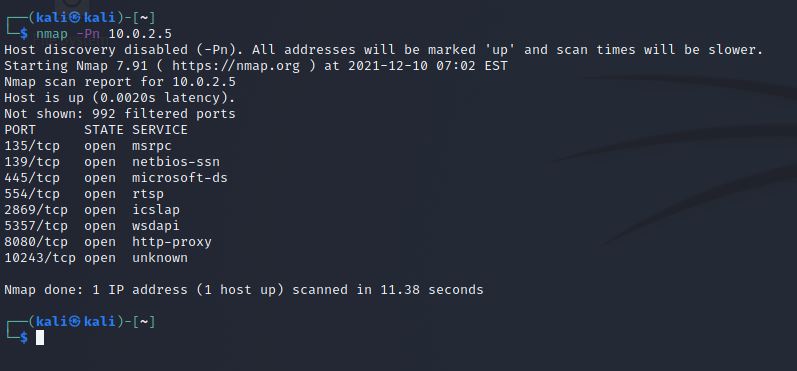 ┌──(kali㉿kali)-[~]
└─$ nmap -Pn 10.0.2.5
Host discovery disabled (-Pn). All addresses will be marked 'up' and scan times will be slower.
Starting Nmap 7.91 ( https://nmap.org ) at 2021-12-10 07:02 EST
Nmap scan report for 10.0.2.5
Host is up (0.0020s latency).
Not shown: 992 filtered ports
PORT      STATE SERVICE
135/tcp   open  msrpc
139/tcp   open  netbios-ssn
445/tcp   open  microsoft-ds
554/tcp   open  rtsp
2869/tcp  open  icslap
5357/tcp  open  wsdapi
8080/tcp  open  http-proxy
10243/tcp open  unknown
Nmap done: 1 IP address (1 host up) scanned in 11.38 seconds
┌──(kali㉿kali)-[~]
└─$